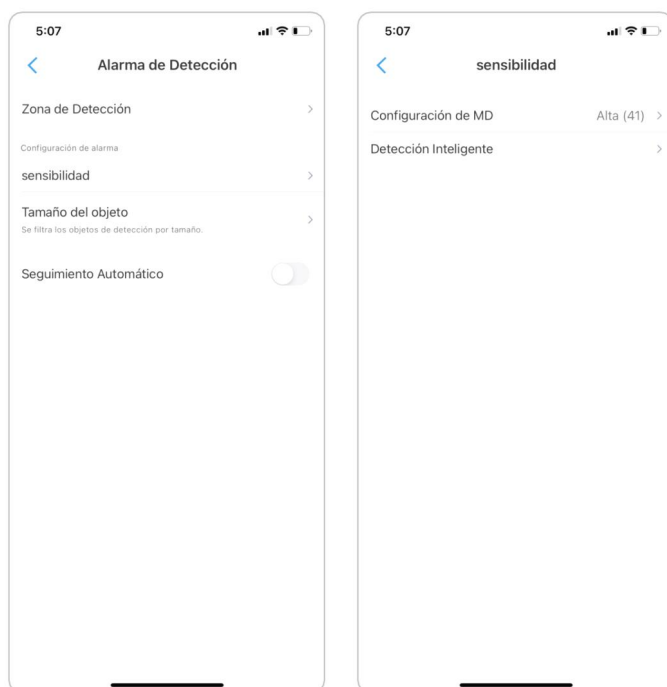 5:07
Alarma de Detección
Zona de Detección
Configuración de alarma
sensibilidad
Tamaño del objeto
Se filtra los objetos de detección por tamaño.
Seguimiento Automático
5:07
sensibilidad
Configuración de MD Alta (41)
Detección Inteligente